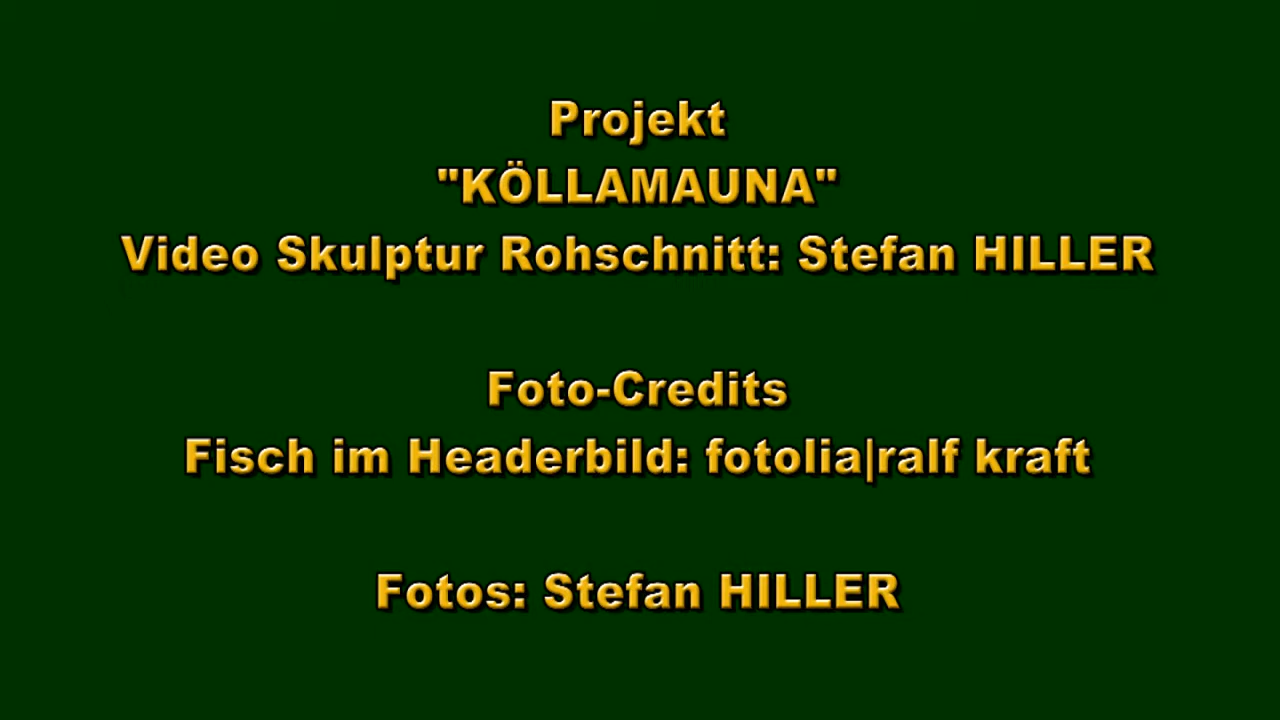 Projekt
"KÖLLAMAUNA"
Video Skulptur Rohschnitt: Stefan HILLER
Foto-Credits
Fisch im Headerbild: fotolia|ralf kraft
Fotos: Stefan HILLER